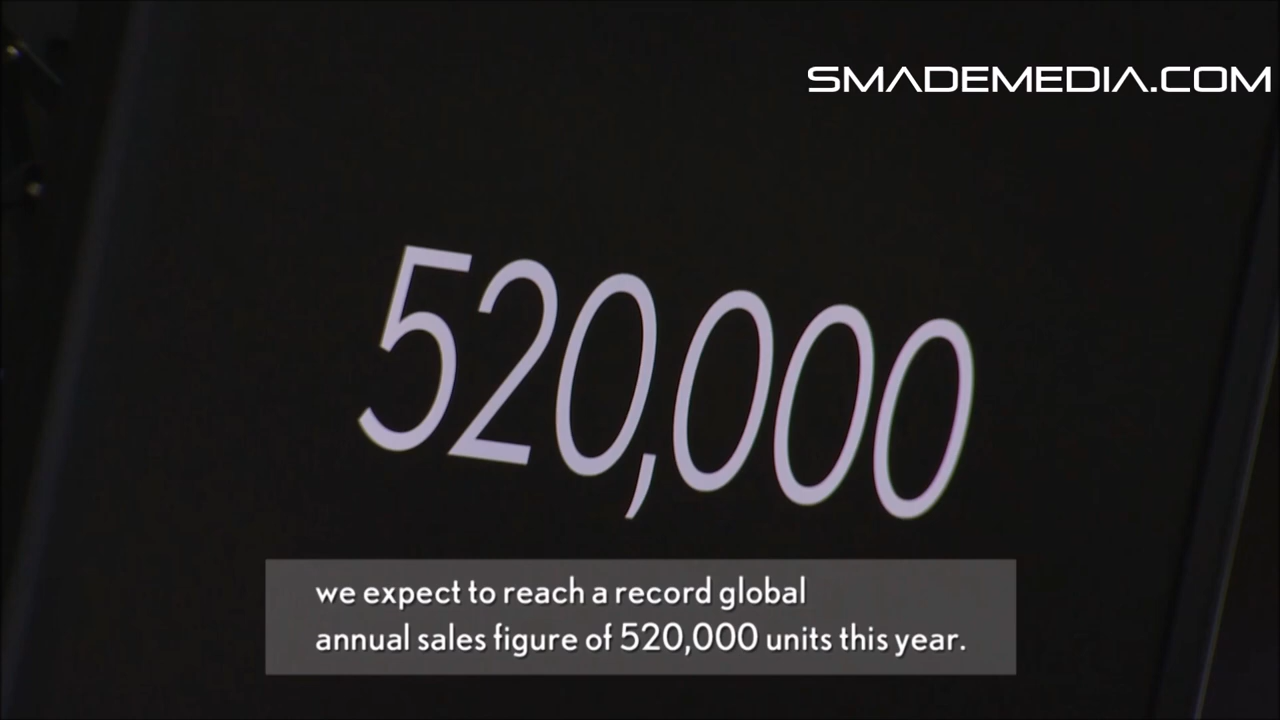 SMADEMEDIA.COM
520,000
we expect to reach a record global
annual sales figure of 520,000 units this year.